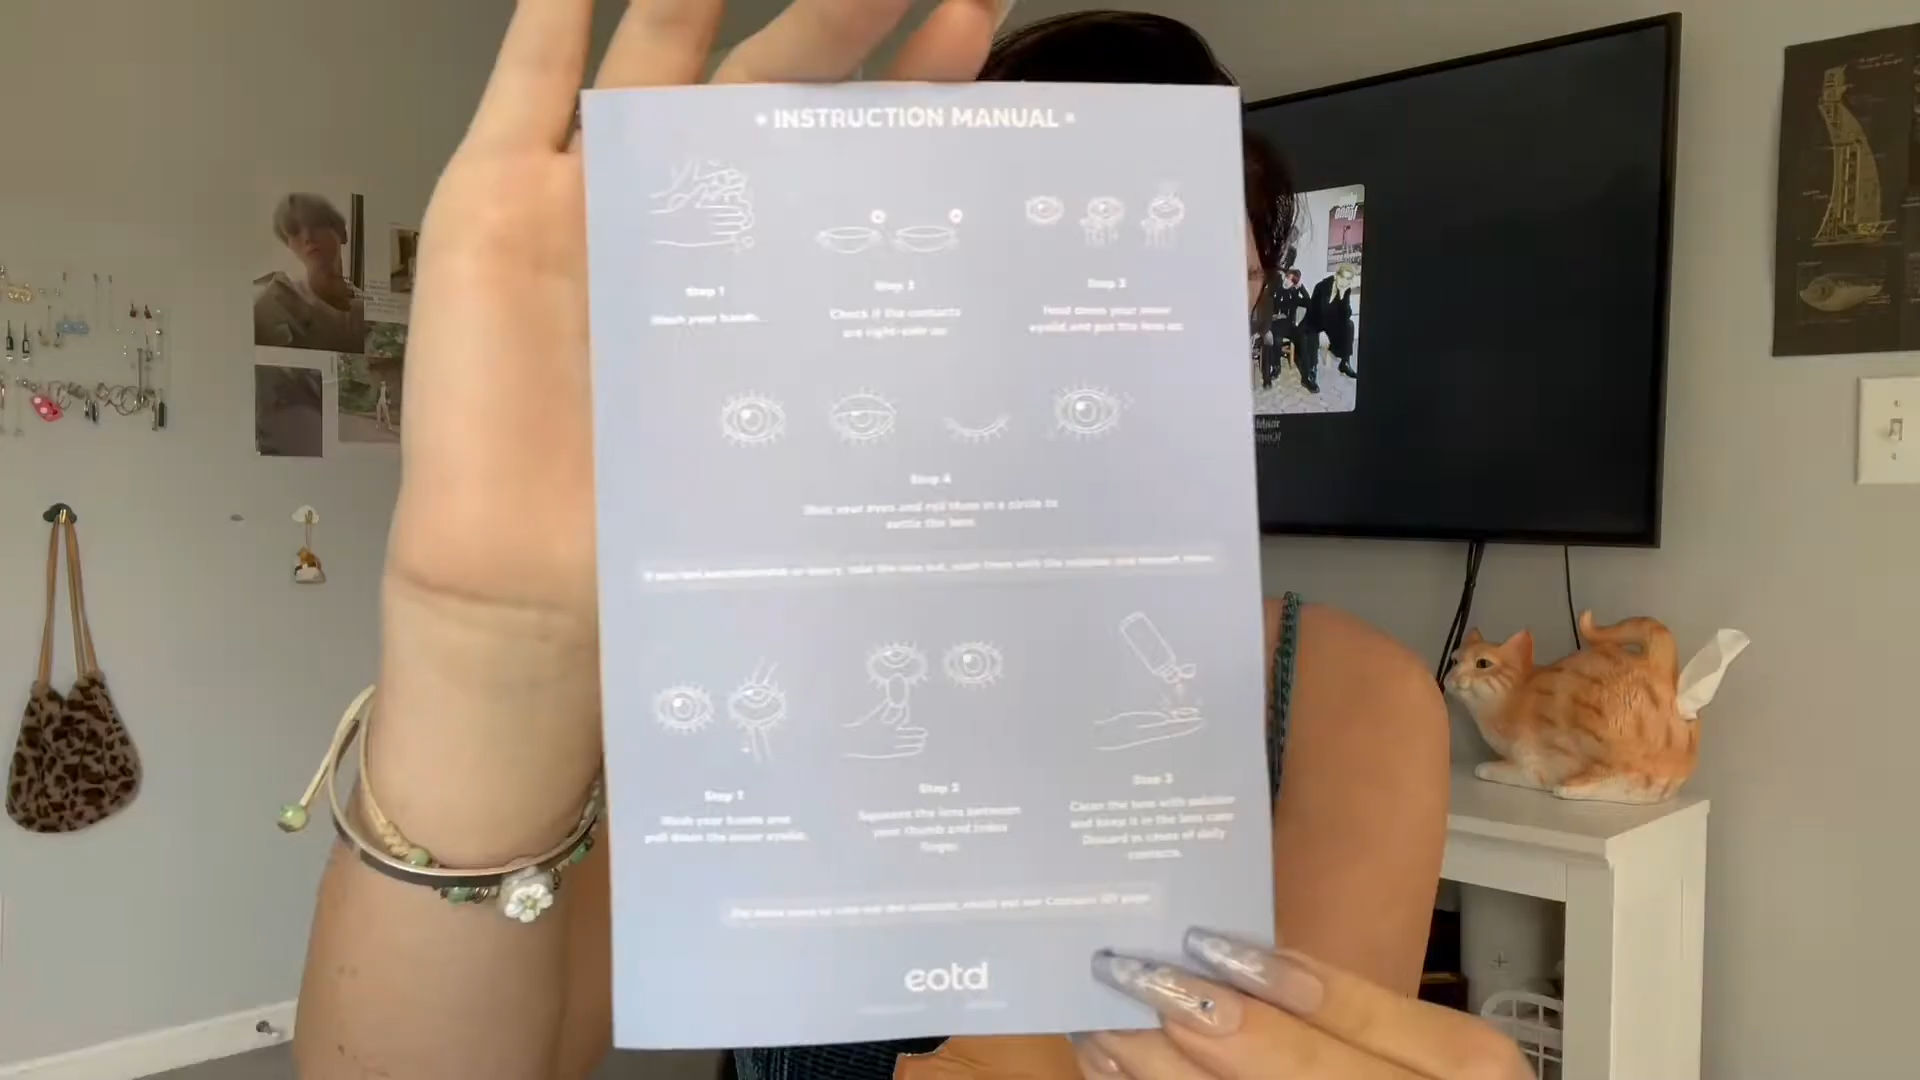 • INSTRUCTION MANUAL •
Step 1
Wash your hands.
Step 2
Check if the contacts
are right-side up.
Step 3
eyelid and put the lens on.
Step 4
Shut your eyes and roll them in a circle to
settle the lens.
Step 1
Wash your hands and
pull down the lower eyelid.
Step 2
Squeeze the lens between
your thumb and index
finger.
Step 3
Clean the lens with solution
and keep it in the lens case.
Discard in case of daily
contacts.
eotd